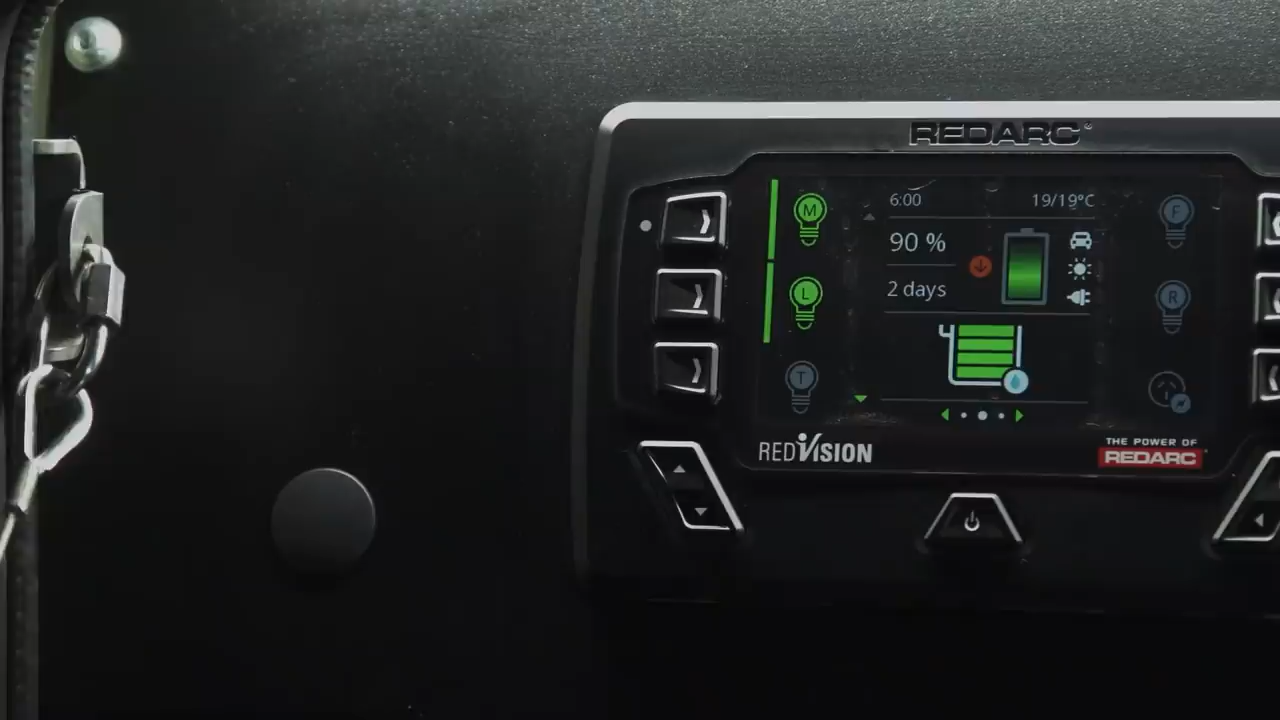 REDARC®
M
6:00 19/19°C
F
90 %
L
2 days
R
T
REDVISION
THE POWER OF
REDARC